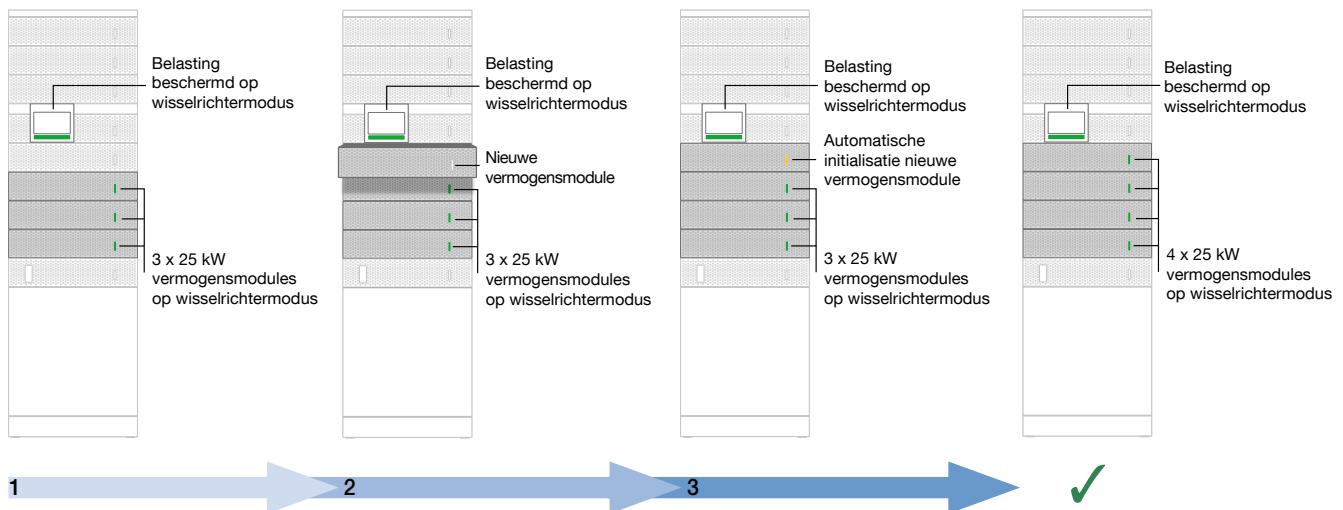 Belasting
beschermd op
wisselrichtermodus
3 x 25 kW
vermogensmodules
op wisselrichtermodus
Belasting
beschermd op
wisselrichtermodus
Nieuwe
vermogensmodule
3 x 25 kW
vermogensmodules
op wisselrichtermodus
Belasting
beschermd op
wisselrichtermodus
Automatische
initialisatie nieuwe
vermogensmodule
3 x 25 kW
vermogensmodules
op wisselrichtermodus
Belasting
beschermd op
wisselrichtermodus
4 x 25 kW
vermogensmodules
op wisselrichtermodus
1
2
3